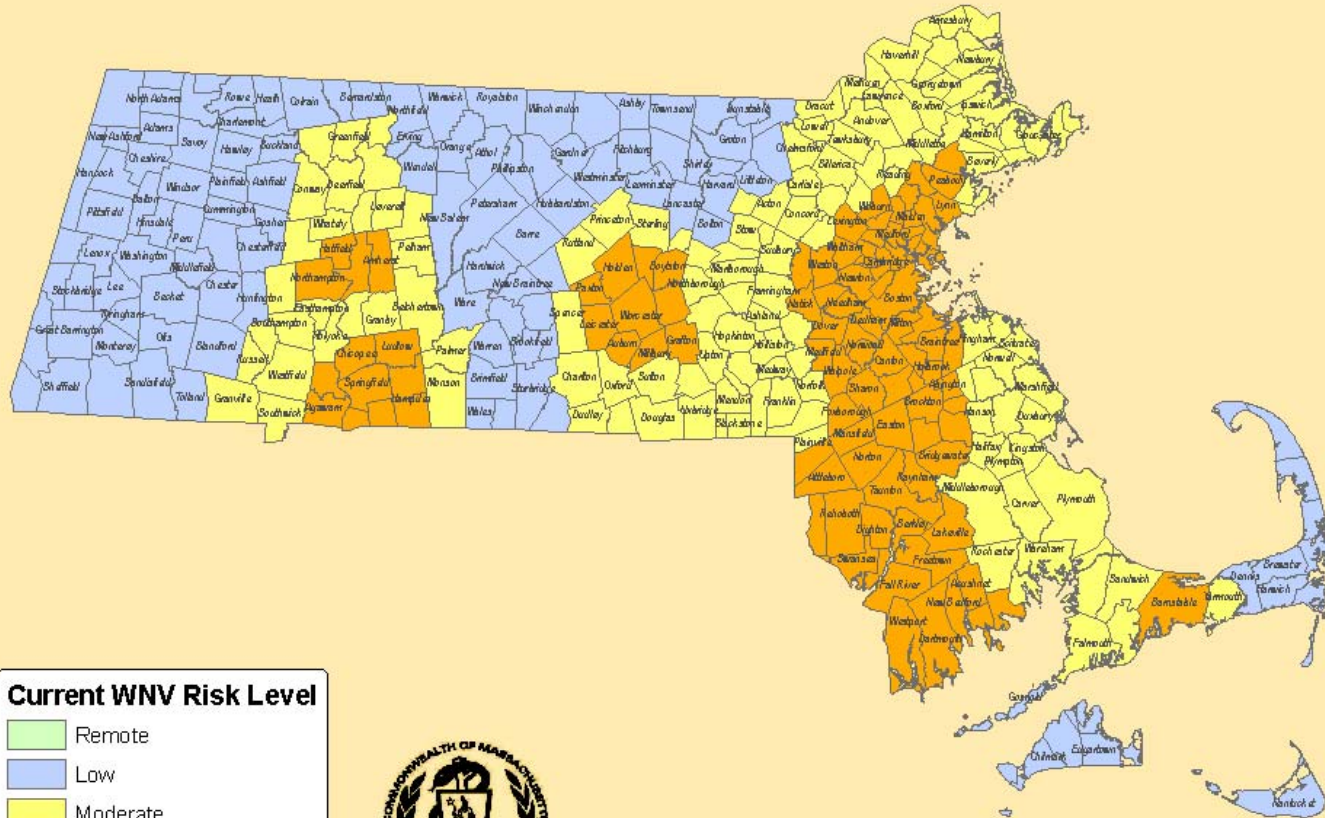 Amesbury
Haverhill
Newbury
Methuen
Georgetown
Lawrence
Boxford
Ipswich
North Adams
Rowe
Heath
Colrain
Bernardston
Northfield
Warwick
Royalston
Winchendon
Ashby
Townsend
Dunstable
Dracut
Andover
Hamilton
Gloucester
Charlemont
Lowell
Tewksbury
Middleton
New Ashford
Adams
Savoy
Hawley
Buckland
Greenfield
Erving
Orange
Athol
Gardner
Fitchburg
Groton
Chelmsford
Billerica
Beverly
Cheshire
Wendell
Phillipston
Westminster
Shirley
Reading
Peabody
Hancock
Windsor
Plainfield
Ashfield
Conway
Deerfield
Leominster
Harvard
Littleton
Carlisle
Dalton
Leverett
Petersham
Hubbardston
Lancaster
Acton
Concord
Lexington
Woburn
Malden
Lynn
Pittsfield
Hinsdale
Cummington
Goshen
Whately
New Salem
Princeton
Sterling
Bolton
Stow
Medford
Peru
Barre
Rutland
Sudbury
Waltham
Cambridge
Lenox
Washington
Middlefield
Chesterfield
Hatfield
Amherst
Pelham
Hardwick
Holden
Boylston
Marlborough
Weston
Newton
Stockbridge
Lee
Becket
Chester
Huntington
Northampton
New Braintree
Paxton
Northborough
Framingham
Natick
Needham
Boston
Tyringham
Easthampton
Belchertown
Ware
Spencer
Leicester
Worcester
Ashland
Dover
Dedham
Milton
Great Barrington
Monterey
Otis
Blandford
Southampton
Granby
Holyoke
Palmer
Warren
Brookfield
Auburn
Millbury
Grafton
Upton
Hopkinton
Holliston
Medfield
Norwood
Canton
Braintree
Hingham
Scituate
Norwell
Sheffield
Sandisfield
Tolland
Russell
Westfield
Chicopee
Ludlow
Springfield
Monson
Brimfield
Sturbridge
Charlton
Oxford
Sutton
Medway
Norfolk
Walpole
Sharon
Holbrook
Abington
Marshfield
Granville
Southwick
Agawam
Hampden
Wales
Dudley
Douglas
Uxbridge
Mendon
Blackstone
Franklin
Foxborough
Brockton
Hanson
Duxbury
Plainville
Mansfield
Easton
Halifax
Kingston
Norton
Bridgewater
Plympton
Attleboro
Raynham
Taunton
Middleborough
Carver
Plymouth
Rehoboth
Dighton
Berkley
Lakeville
Swansea
Freetown
Rochester
Wareham
Fall River
Acushnet
Sandwich
Dennis
Brewster
Harwich
New Bedford
Barnstable
Yarmouth
Westport
Dartmouth
Falmouth
Gosnold
Chilmark
Edgartown
Nantucket
Current WNV Risk Level
Remote
Low
Moderate
COMMONWEALTH OF MASSACHUSETTS